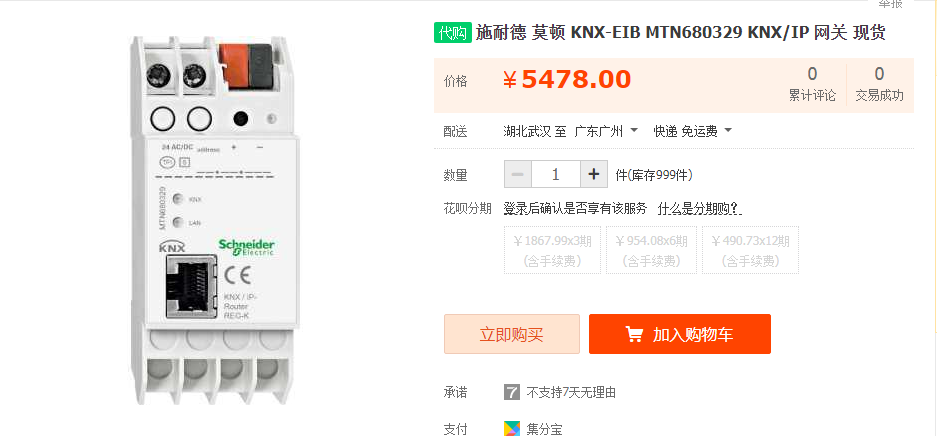 举报
代购 施耐德 莫顿 KNX-EIB MTN680329 KNX/IP 网关 现货
价格 ¥5478.00
0 累计评论
0 交易成功
配送 湖北武汉 至 广东广州 快递 免运费
数量 1 件(库存999件)
花呗分期 登录后确认是否享有该服务 什么是分期购?
¥1867.99x3期 (含手续费)
¥954.08x6期 (含手续费)
¥490.73x12期 (含手续费)
立即购买 加入购物车
承诺 7 不支持7天无理由
支付 集分宝
24 AC/DC address + −
TP1 S
MTN680329
KNX
LAN
KNX
Schneider
Electric
CE
KNX / IP-
Router
REG-K